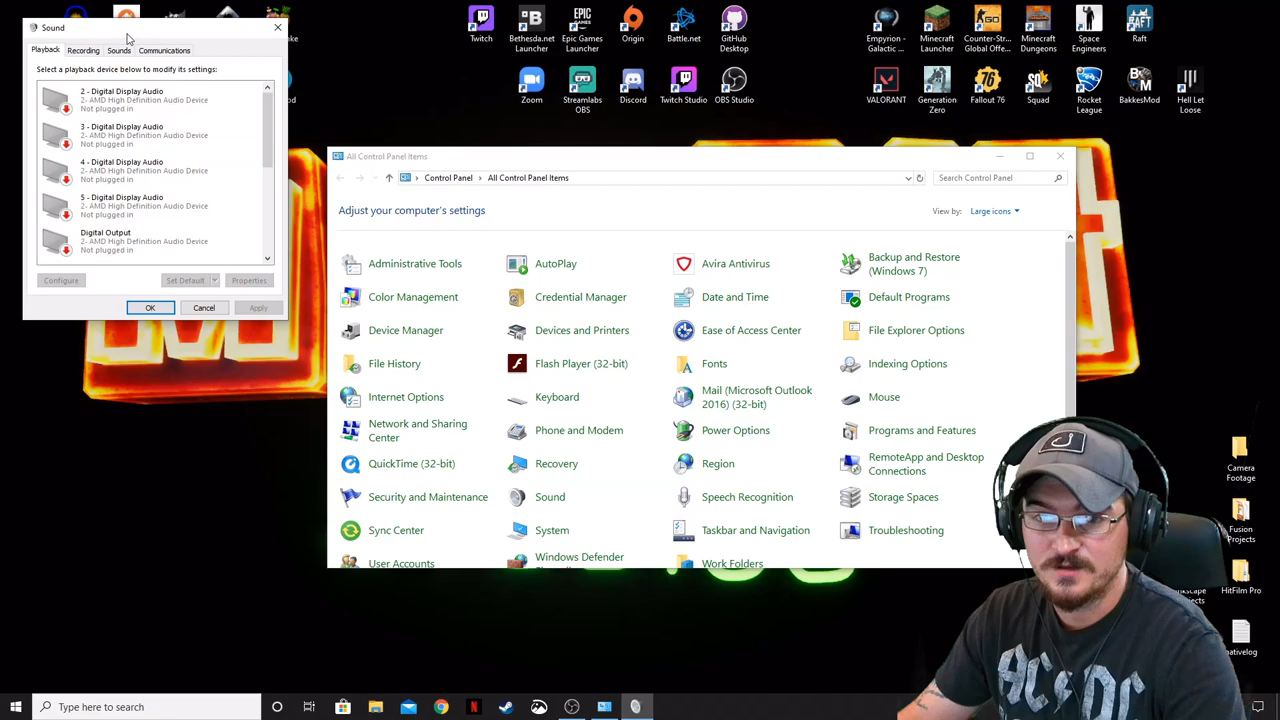 Sound
Playback
Recording
Sounds
Communications
Select a playback device below to modify its settings:
2 - Digital Display Audio
2- AMD High Definition Audio Device
Not plugged in
3 - Digital Display Audio
2- AMD High Definition Audio Device
Not plugged in
4 - Digital Display Audio
2- AMD High Definition Audio Device
Not plugged in
5 - Digital Display Audio
2- AMD High Definition Audio Device
Not plugged in
Digital Output
2- AMD High Definition Audio Device
Not plugged in
Configure
Set Default
Properties
OK
Cancel
Apply
Twitch
Bethesda.net
Launcher
Epic Games
Launcher
Origin
Battle.net
GitHub
Desktop
Zoom
Streamlabs
OBS
Discord
Twitch Studio
OBS Studio
Empyrion -
Galactic ...
Minecraft
Launcher
Counter-Str...
Global Offe...
Minecraft
Dungeons
Space
Engineers
Raft
VALORANT
Generation
Zero
Fallout 76
Squad
Rocket
League
BakkesMod
Hell Let
Loose
All Control Panel Items
Control Panel
All Control Panel Items
Search Control Panel
Adjust your computer's settings
View by:
Large icons
Administrative Tools
AutoPlay
Avira Antivirus
Backup and Restore
(Windows 7)
Color Management
Credential Manager
Date and Time
Default Programs
Device Manager
Devices and Printers
Ease of Access Center
File Explorer Options
File History
Flash Player (32-bit)
Fonts
Indexing Options
Internet Options
Keyboard
Mail (Microsoft Outlook
2016) (32-bit)
Mouse
Network and Sharing
Center
Phone and Modem
Power Options
Programs and Features
QuickTime (32-bit)
Recovery
Region
RemoteApp and Desktop
Connections
Security and Maintenance
Sound
Speech Recognition
Storage Spaces
Sync Center
System
Taskbar and Navigation
Troubleshooting
User Accounts
Windows Defender
Work Folders
Camera
Footage
Fusion
Projects
HitFilm Pro
Type here to search